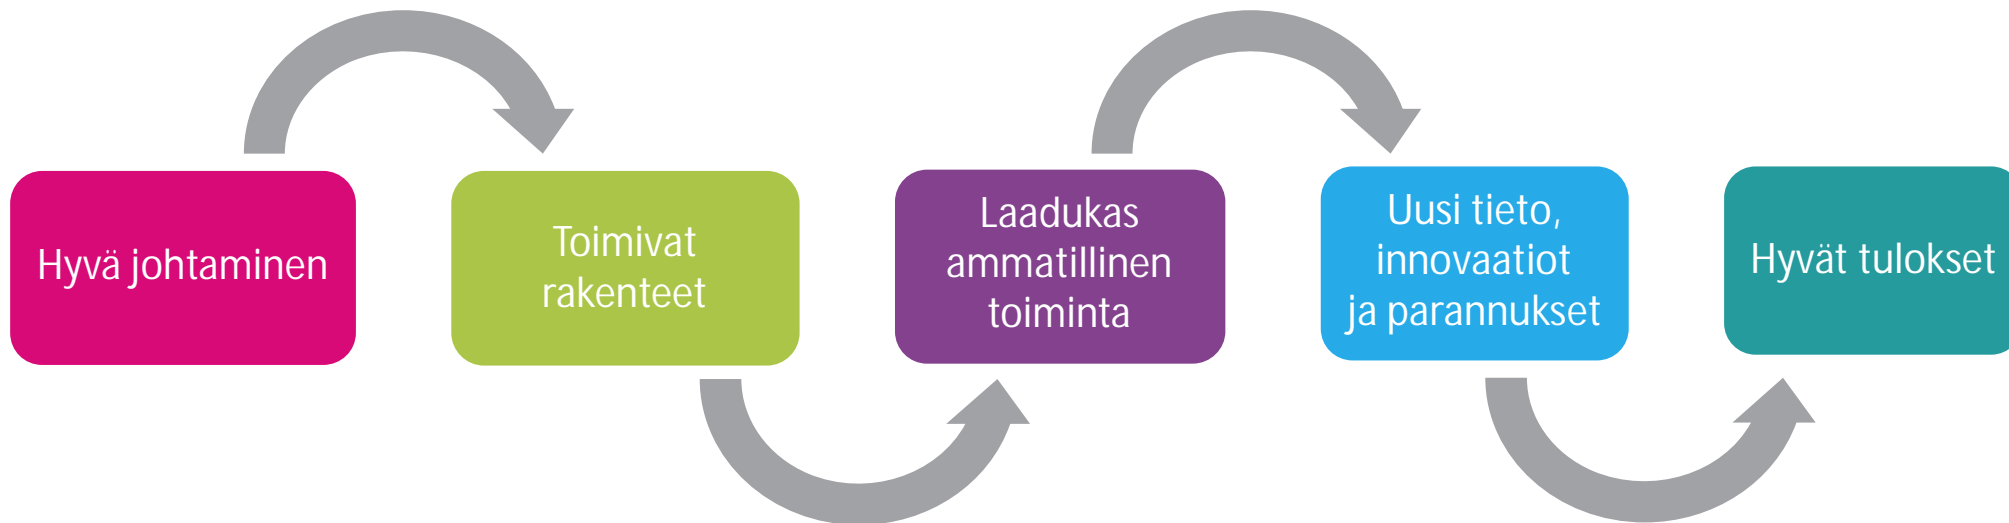 Hyvä johtaminen
Toimivat
rakenteet
Laadukas
ammatillinen
toiminta
Uusi tieto,
innovaatiot
ja parannukset
Hyvät tulokset